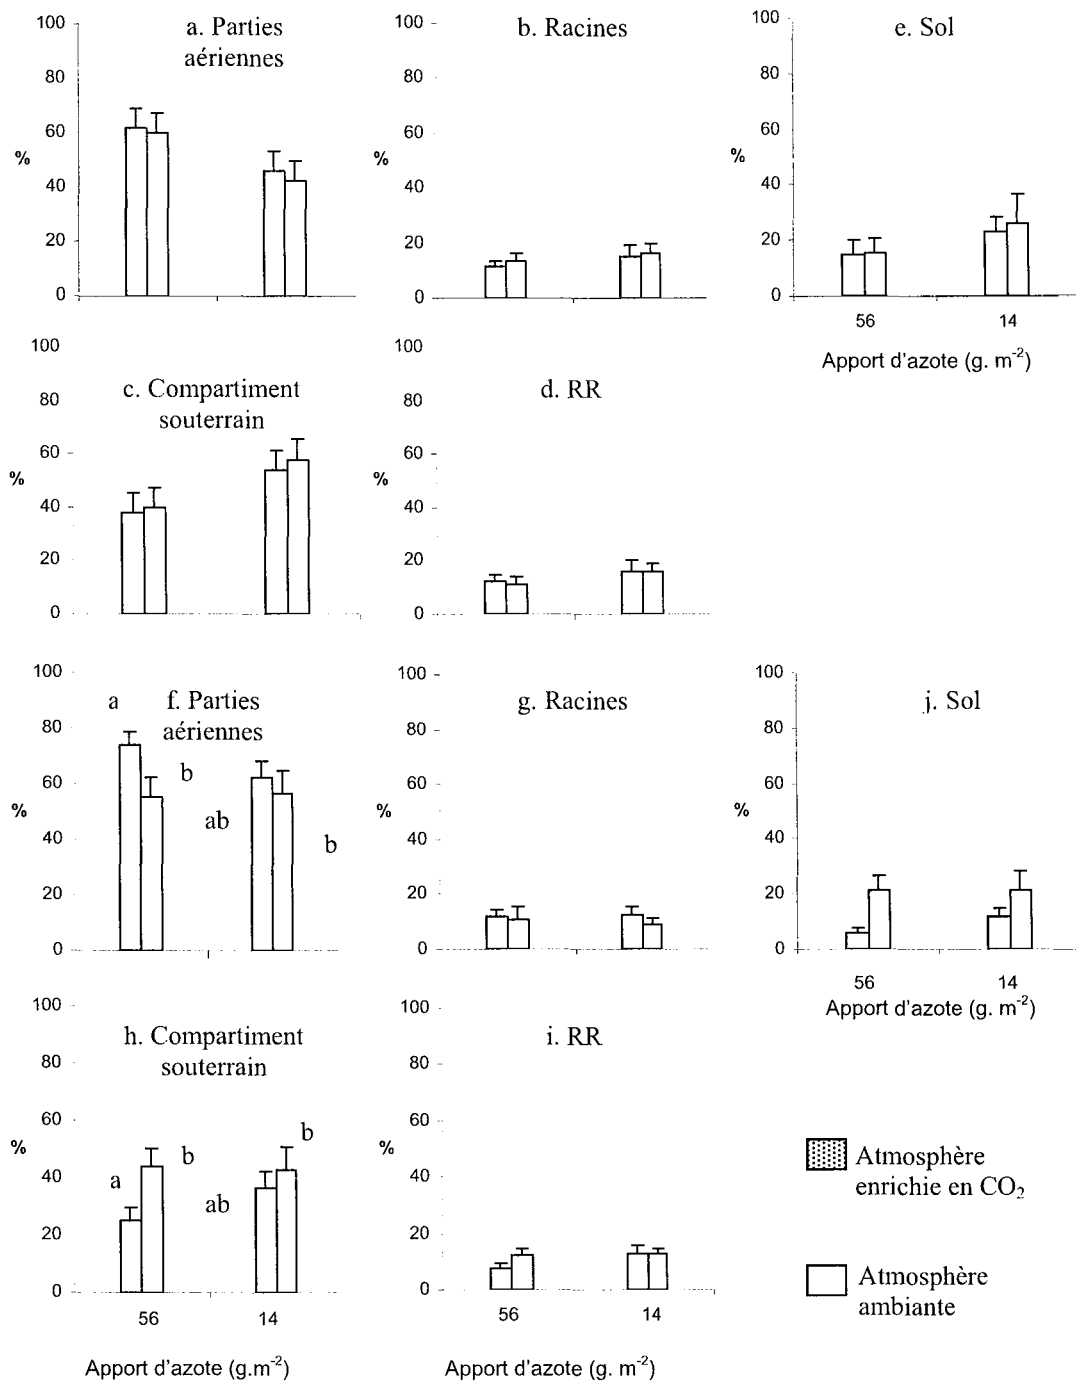 a. Parties
aériennes
100
80
60
%
40
20
0
b. Racines
100
80
60
%
40
20
0
e. Sol
100
80
60
%
40
20
0
56 14
Apport d'azote (g. m-2)
c. Compartiment
souterrain
100
80
60
%
40
20
0
d. RR
100
80
60
%
40
20
0
f. Parties
aériennes
100
80
60
%
40
20
0
a
b
ab
b
g. Racines
100
80
60
%
40
20
0
j. Sol
100
80
60
%
40
20
0
56 14
Apport d'azote (g. m-2)
h. Compartiment
souterrain
100
80
60
%
40
20
0
a
b
ab
b
56 14
Apport d'azote (g.m-2)
i. RR
100
80
60
%
40
20
0
56 14
Apport d'azote (g. m-2)
Atmosphère
enrichie en CO2
Atmosphère
ambiante